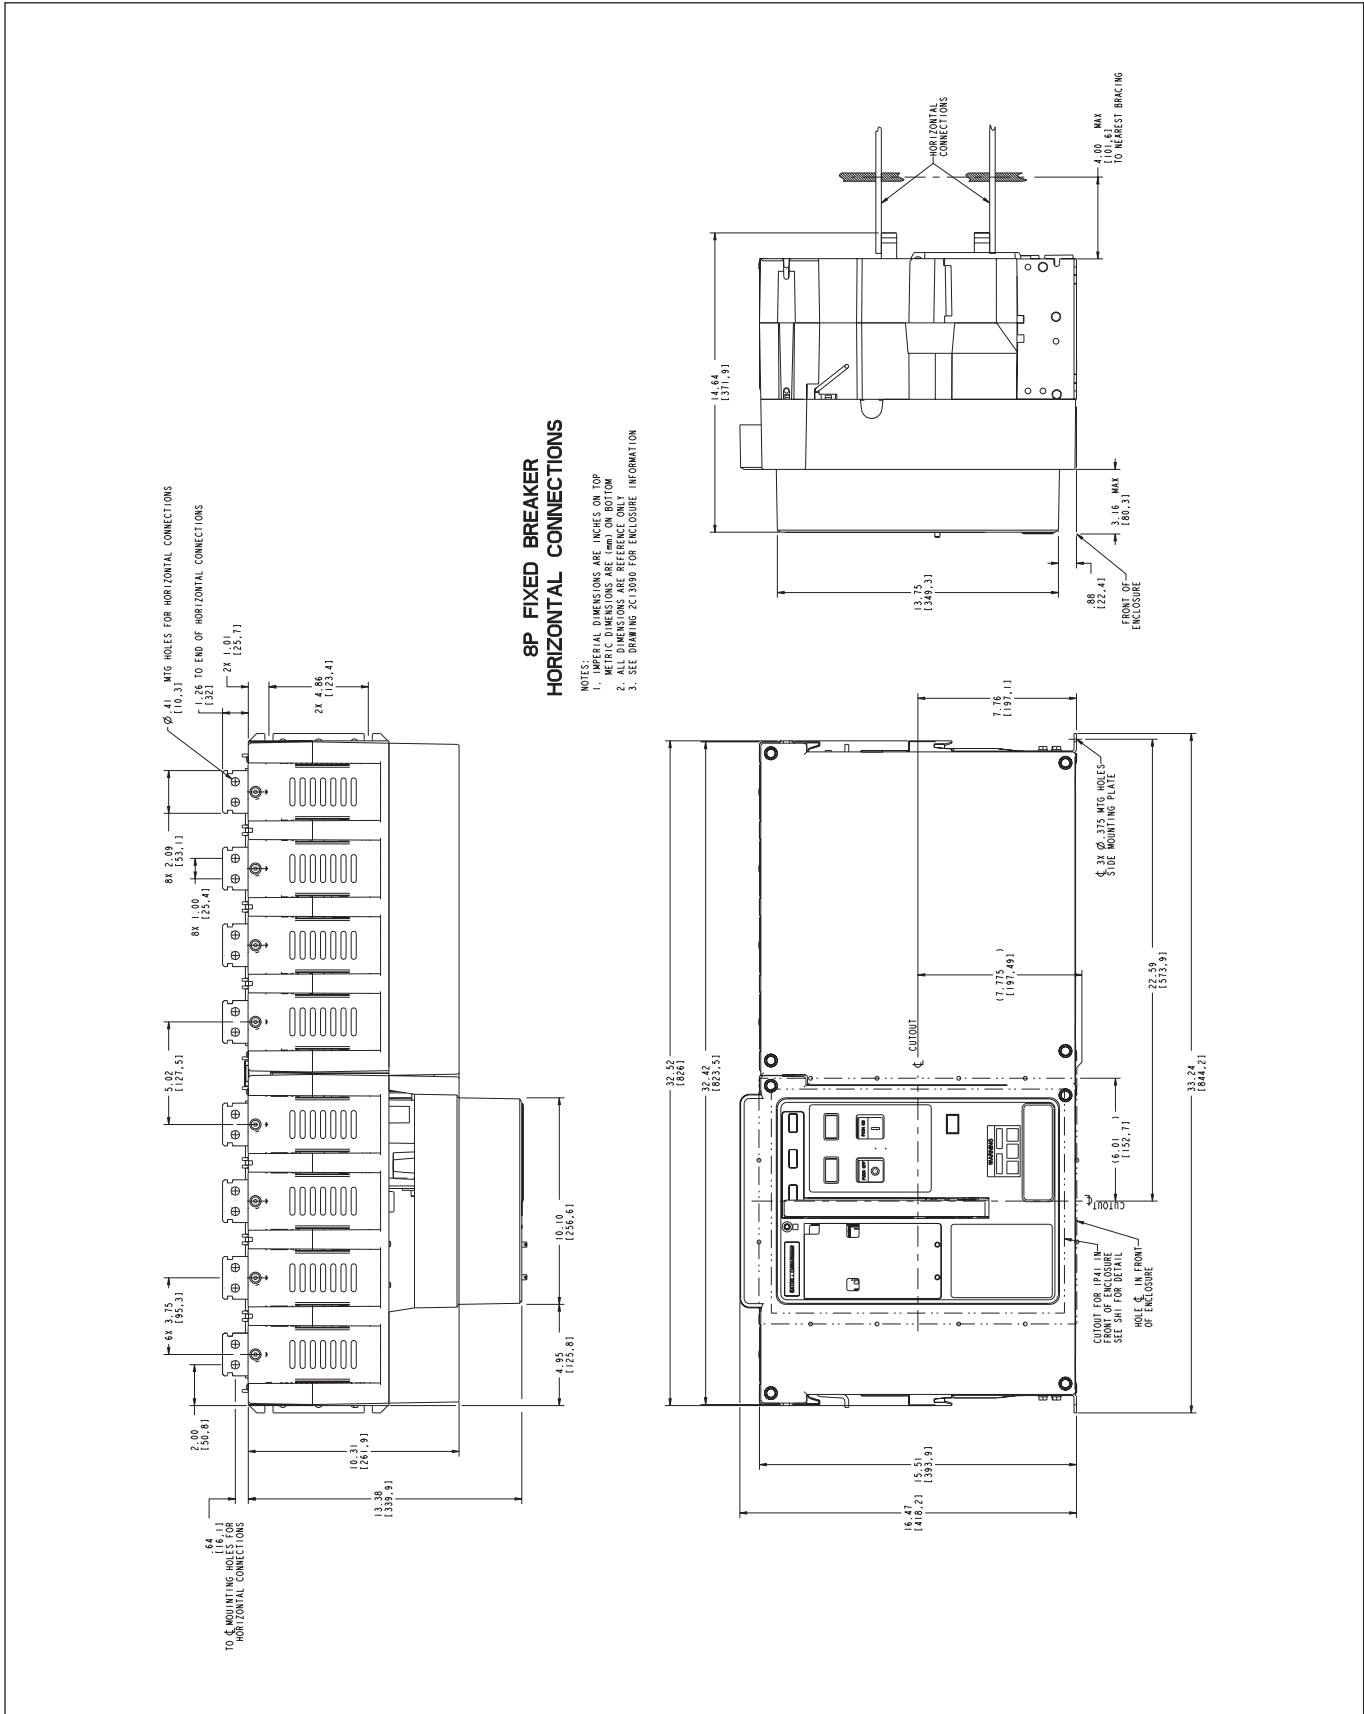 TO ℄ MOUINTING HOLES FOR
HORIZONTAL CONNECTIONS
.64
[16,1]
2.00
[50,8]
6X 3.75
[95,3]
5.02
[127,5]
8X 1.00
[25,4]
8X 2.09
[53,1]
Ø.41 MTG HOLES FOR HORIZONTAL CONNECTIONS
[10,3]
1.26 TO END OF HORIZONTAL CONNECTIONS
[32]
2X 1.01
[25,7]
2X 4.86
[123,4]
13.38
[339,9]
10.31
[261,9]
4.95
[125,8]
10.10
[256,6]
8P FIXED BREAKER
HORIZONTAL CONNECTIONS
NOTES:
1. IMPERIAL DIMENSIONS ARE INCHES ON TOP
METRIC DIMENSIONS ARE (mm) ON BOTTOM
2. ALL DIMENSIONS ARE REFERENCE ONLY
3. SEE DRAWING 2C13090 FOR ENCLOSURE INFORMATION
32.52
[826]
32.42
[823,5]
16.47
[418,2]
15.51
[393,9]
℄ CUTOUT
(7.775)
[197,49]
7.76
[197,1]
PUSH OFF
PUSH ON
WARNING
CUTOUT ℄
(6.01)
[152,7]
22.59
[573,9]
33.24
[844,2]
CUTOUT FOR IP41 IN
FRONT OF ENCLOSURE
SEE SH1 FOR DETAIL
HOLE ℄ IN FRONT
OF ENCLOSURE
℄ 3X Ø.375 MTG HOLES
SIDE MOUNTING PLATE
14.64
[371,9]
13.75
[349,3]
.88
[22,4]
FRONT OF
ENCLOSURE
3.16 MAX
[80,3]
HORIZONTAL
CONNECTIONS
4.00 MAX
[101,6]
TO NEAREST BRACING